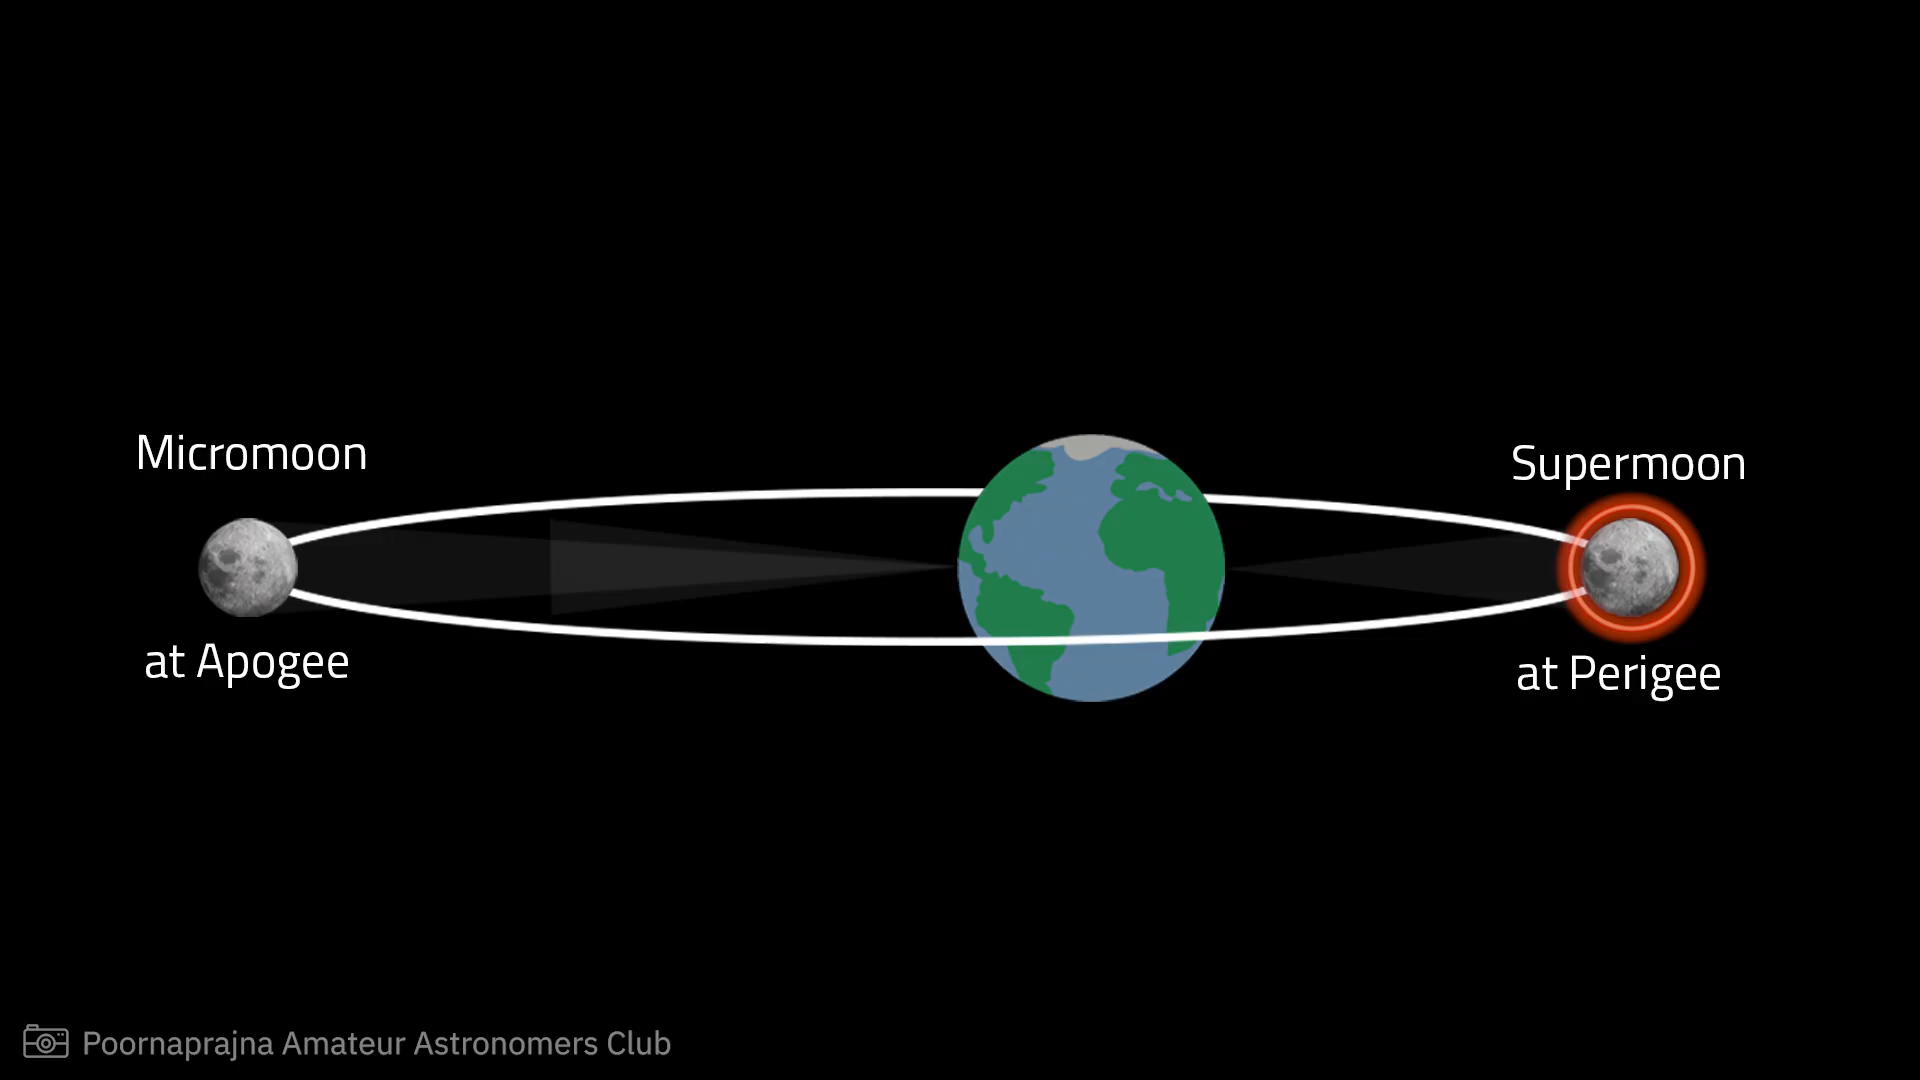 Micromoon
at Apogee
Supermoon
at Perigee
Poornaprajna Amateur Astronomers Club